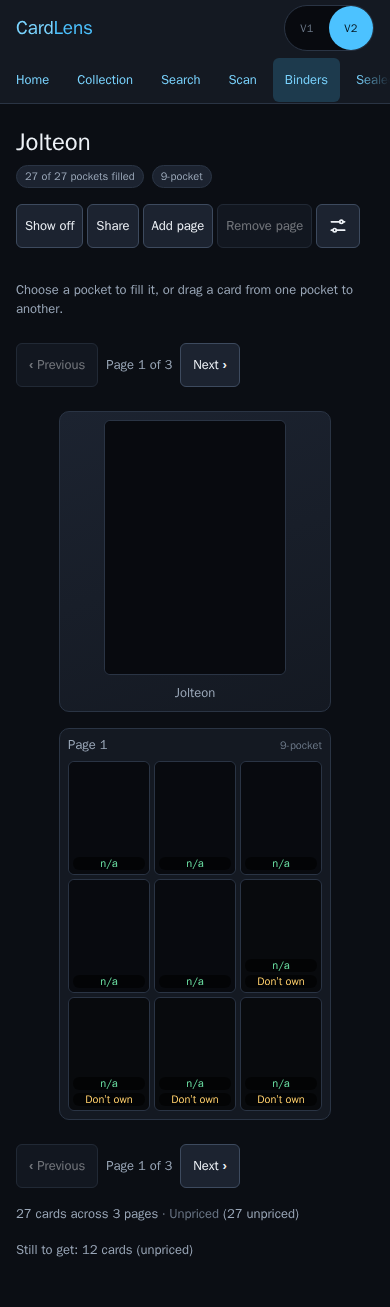 CardLens
V1
V2
Home
Collection
Search
Scan
Binders
Seale
Jolteon
27 of 27 pockets filled
9-pocket
Show off
Share
Add page
Remove page
Choose a pocket to fill it, or drag a card from one pocket to
another.
‹ Previous
Page 1 of 3
Next ›
Jolteon
Page 1
9-pocket
n/a
n/a
n/a
n/a
n/a
n/a
Don't own
n/a
Don't own
n/a
Don't own
n/a
Don't own
‹ Previous
Page 1 of 3
Next ›
27 cards across 3 pages · Unpriced (27 unpriced)
Still to get: 12 cards (unpriced)